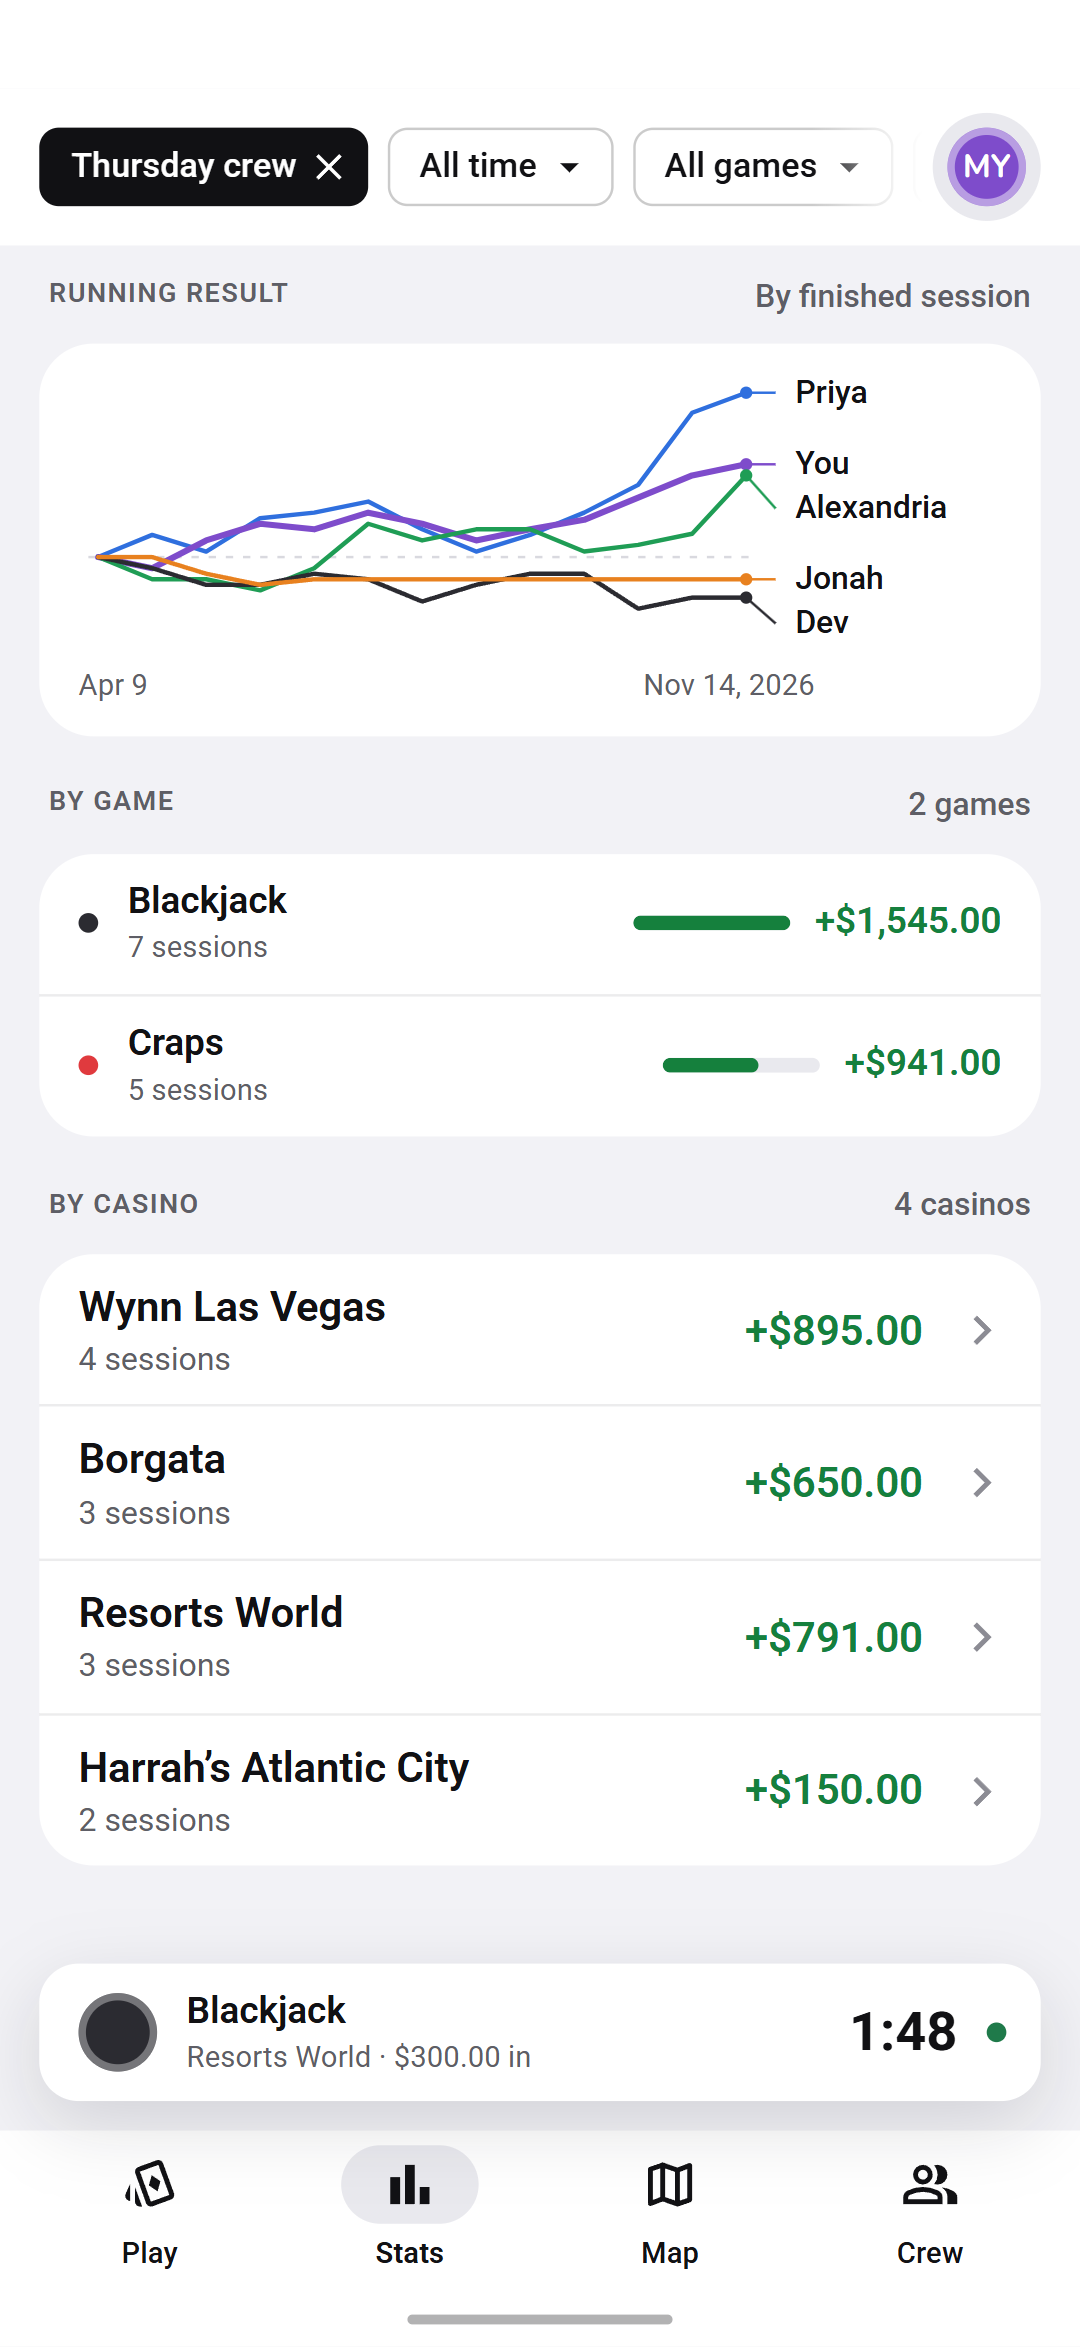 Thursday crew
All time
All games
MY
RUNNING RESULT
By finished session
Priya
You
Alexandria
Jonah
Dev
Apr 9
Nov 14, 2026
BY GAME
2 games
Blackjack
7 sessions
+$1,545.00
Craps
5 sessions
+$941.00
BY CASINO
4 casinos
Wynn Las Vegas
4 sessions
+$895.00
Borgata
3 sessions
+$650.00
Resorts World
3 sessions
+$791.00
Harrah’s Atlantic City
2 sessions
+$150.00
Blackjack
Resorts World · $300.00 in
1:48
Play
Stats
Map
Crew